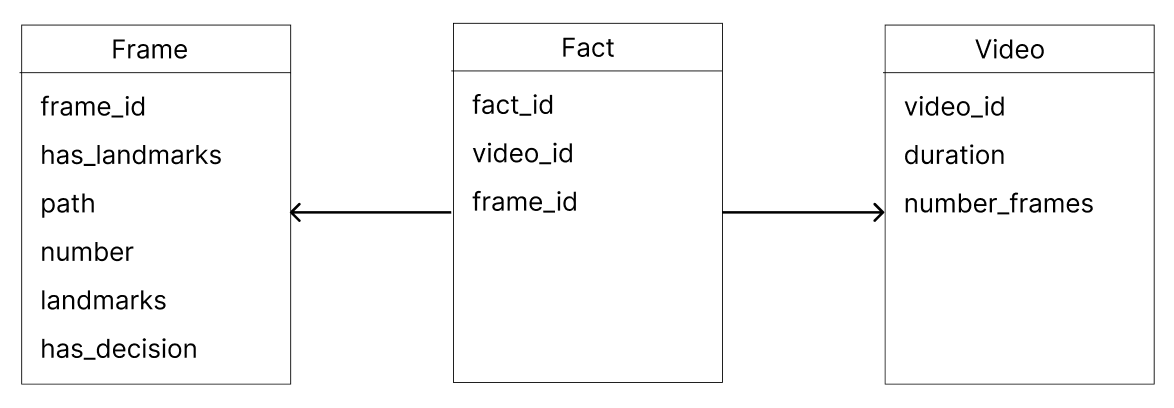 Frame
frame_id
has_landmarks
path
number
landmarks
has_decision
Fact
fact_id
video_id
frame_id
Video
video_id
duration
number_frames